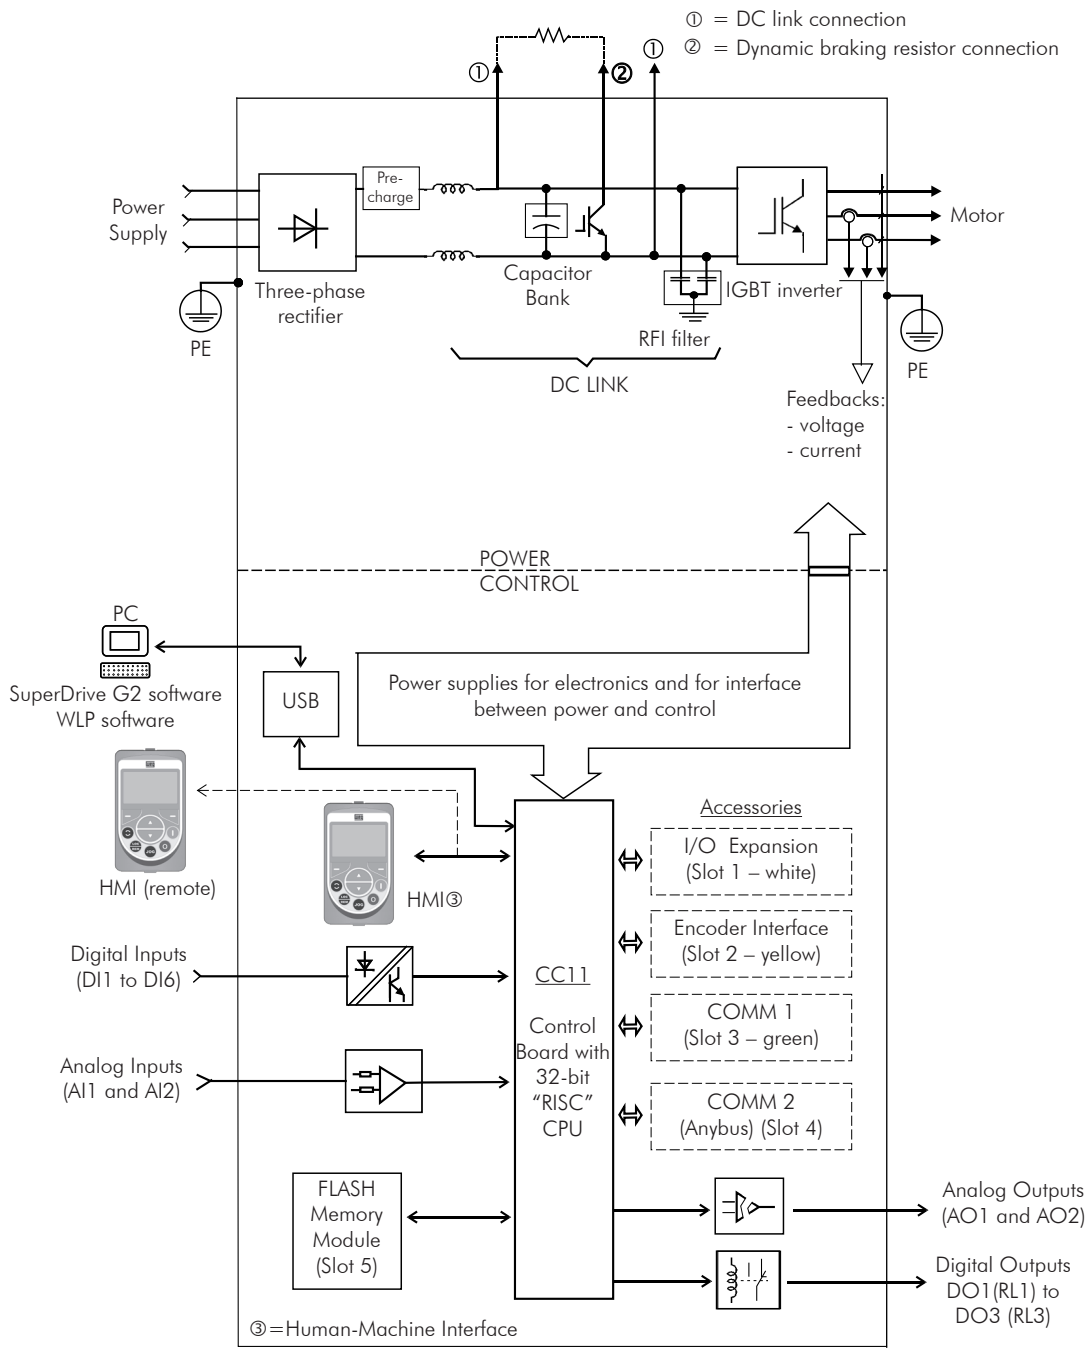 ① = DC link connection
② = Dynamic braking resistor connection
①
②
①
Pre-
charge
Power
Supply
Motor
Capacitor
Bank
IGBT inverter
Three-phase
rectifier
PE
RFI filter
PE
DC LINK
Feedbacks:
- voltage
- current
POWER
CONTROL
PC
SuperDrive G2 software
WLP software
USB
Power supplies for electronics and for interface
between power and control
HMI (remote)
HMI③
Accessories
I/O Expansion
(Slot 1 – white)
Encoder Interface
(Slot 2 – yellow)
COMM 1
(Slot 3 – green)
COMM 2
(Anybus) (Slot 4)
Digital Inputs
(DI1 to DI6)
Analog Inputs
(AI1 and AI2)
CC11
Control
Board with
32-bit
“RISC”
CPU
FLASH
Memory
Module
(Slot 5)
Analog Outputs
(AO1 and AO2)
Digital Outputs
DO1(RL1) to
DO3 (RL3)
③=Human-Machine Interface